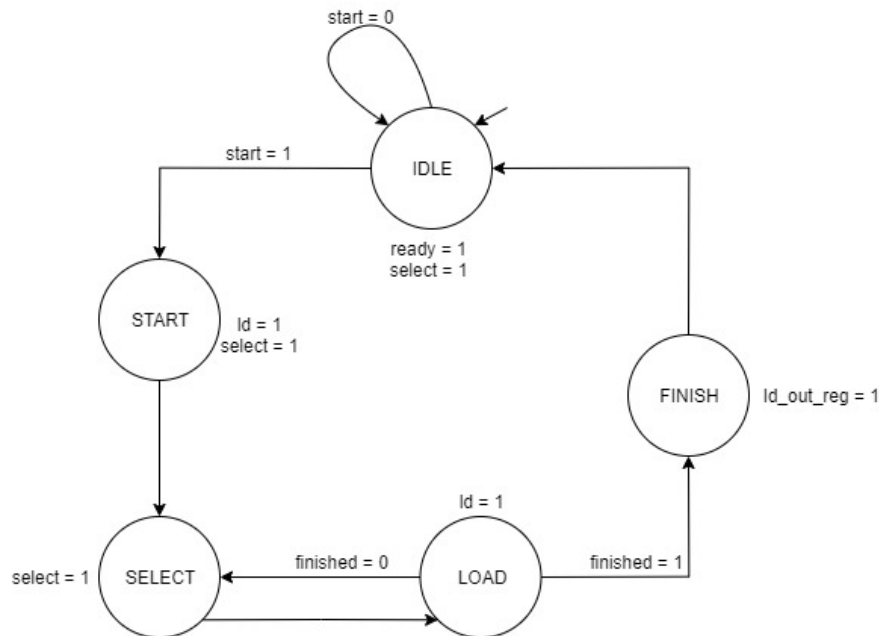 start = 0
start = 1
IDLE
ready = 1
select = 1
START
ld = 1
select = 1
FINISH
ld_out_reg = 1
ld = 1
select = 1
SELECT
finished = 0
LOAD
finished = 1